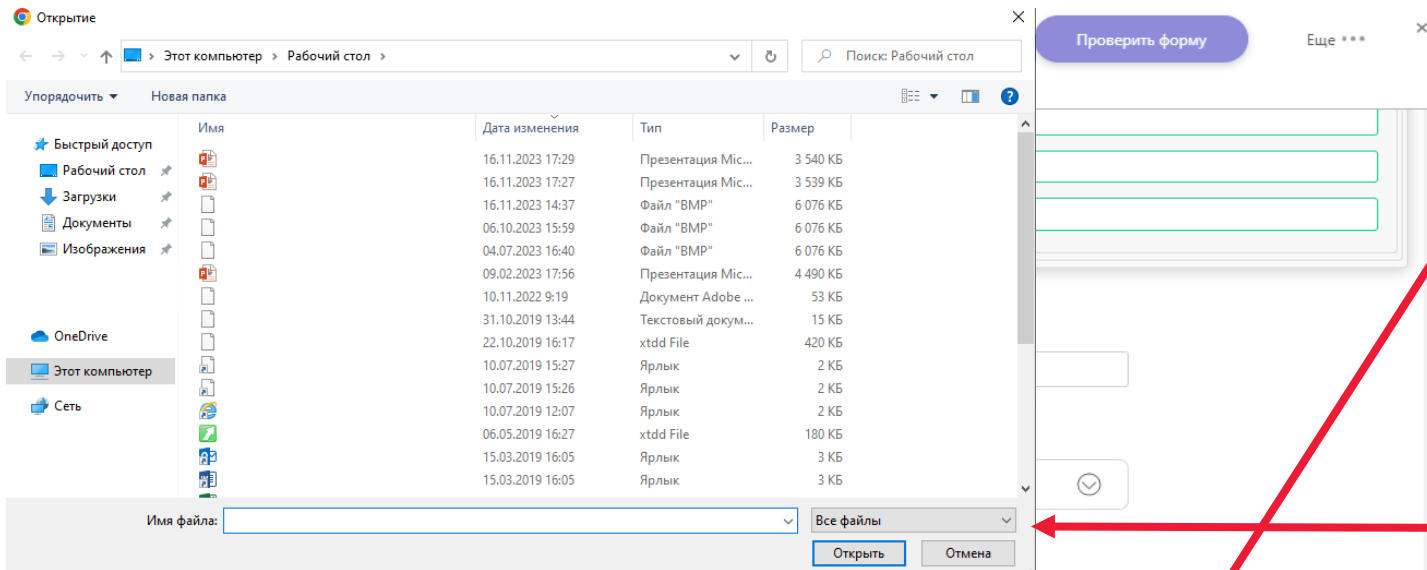 Открытие
Проверить форму
Еще •••
Этот компьютер › Рабочий стол ›
Поиск: Рабочий стол
Упорядочить
Новая папка
Имя Дата изменения Тип Размер
Быстрый доступ
16.11.2023 17:29 Презентация Mic... 3 540 КБ
Рабочий стол
16.11.2023 17:27 Презентация Mic... 3 539 КБ
Загрузки
16.11.2023 14:37 Файл "BMP" 6 076 КБ
Документы
06.10.2023 15:59 Файл "BMP" 6 076 КБ
Изображения
04.07.2023 16:40 Файл "BMP" 6 076 КБ
09.02.2023 17:56 Презентация Mic... 4 490 КБ
10.11.2022 9:19 Документ Adobe ... 53 КБ
31.10.2019 13:44 Текстовый докум... 15 КБ
OneDrive
22.10.2019 16:17 xtdd File 420 КБ
Этот компьютер
10.07.2019 15:27 Ярлык 2 КБ
10.07.2019 15:26 Ярлык 2 КБ
Сеть
10.07.2019 12:07 Ярлык 2 КБ
06.05.2019 16:27 xtdd File 180 КБ
15.03.2019 16:05 Ярлык 3 КБ
15.03.2019 16:05 Ярлык 3 КБ
Имя файла:
Все файлы
Открыть
Отмена